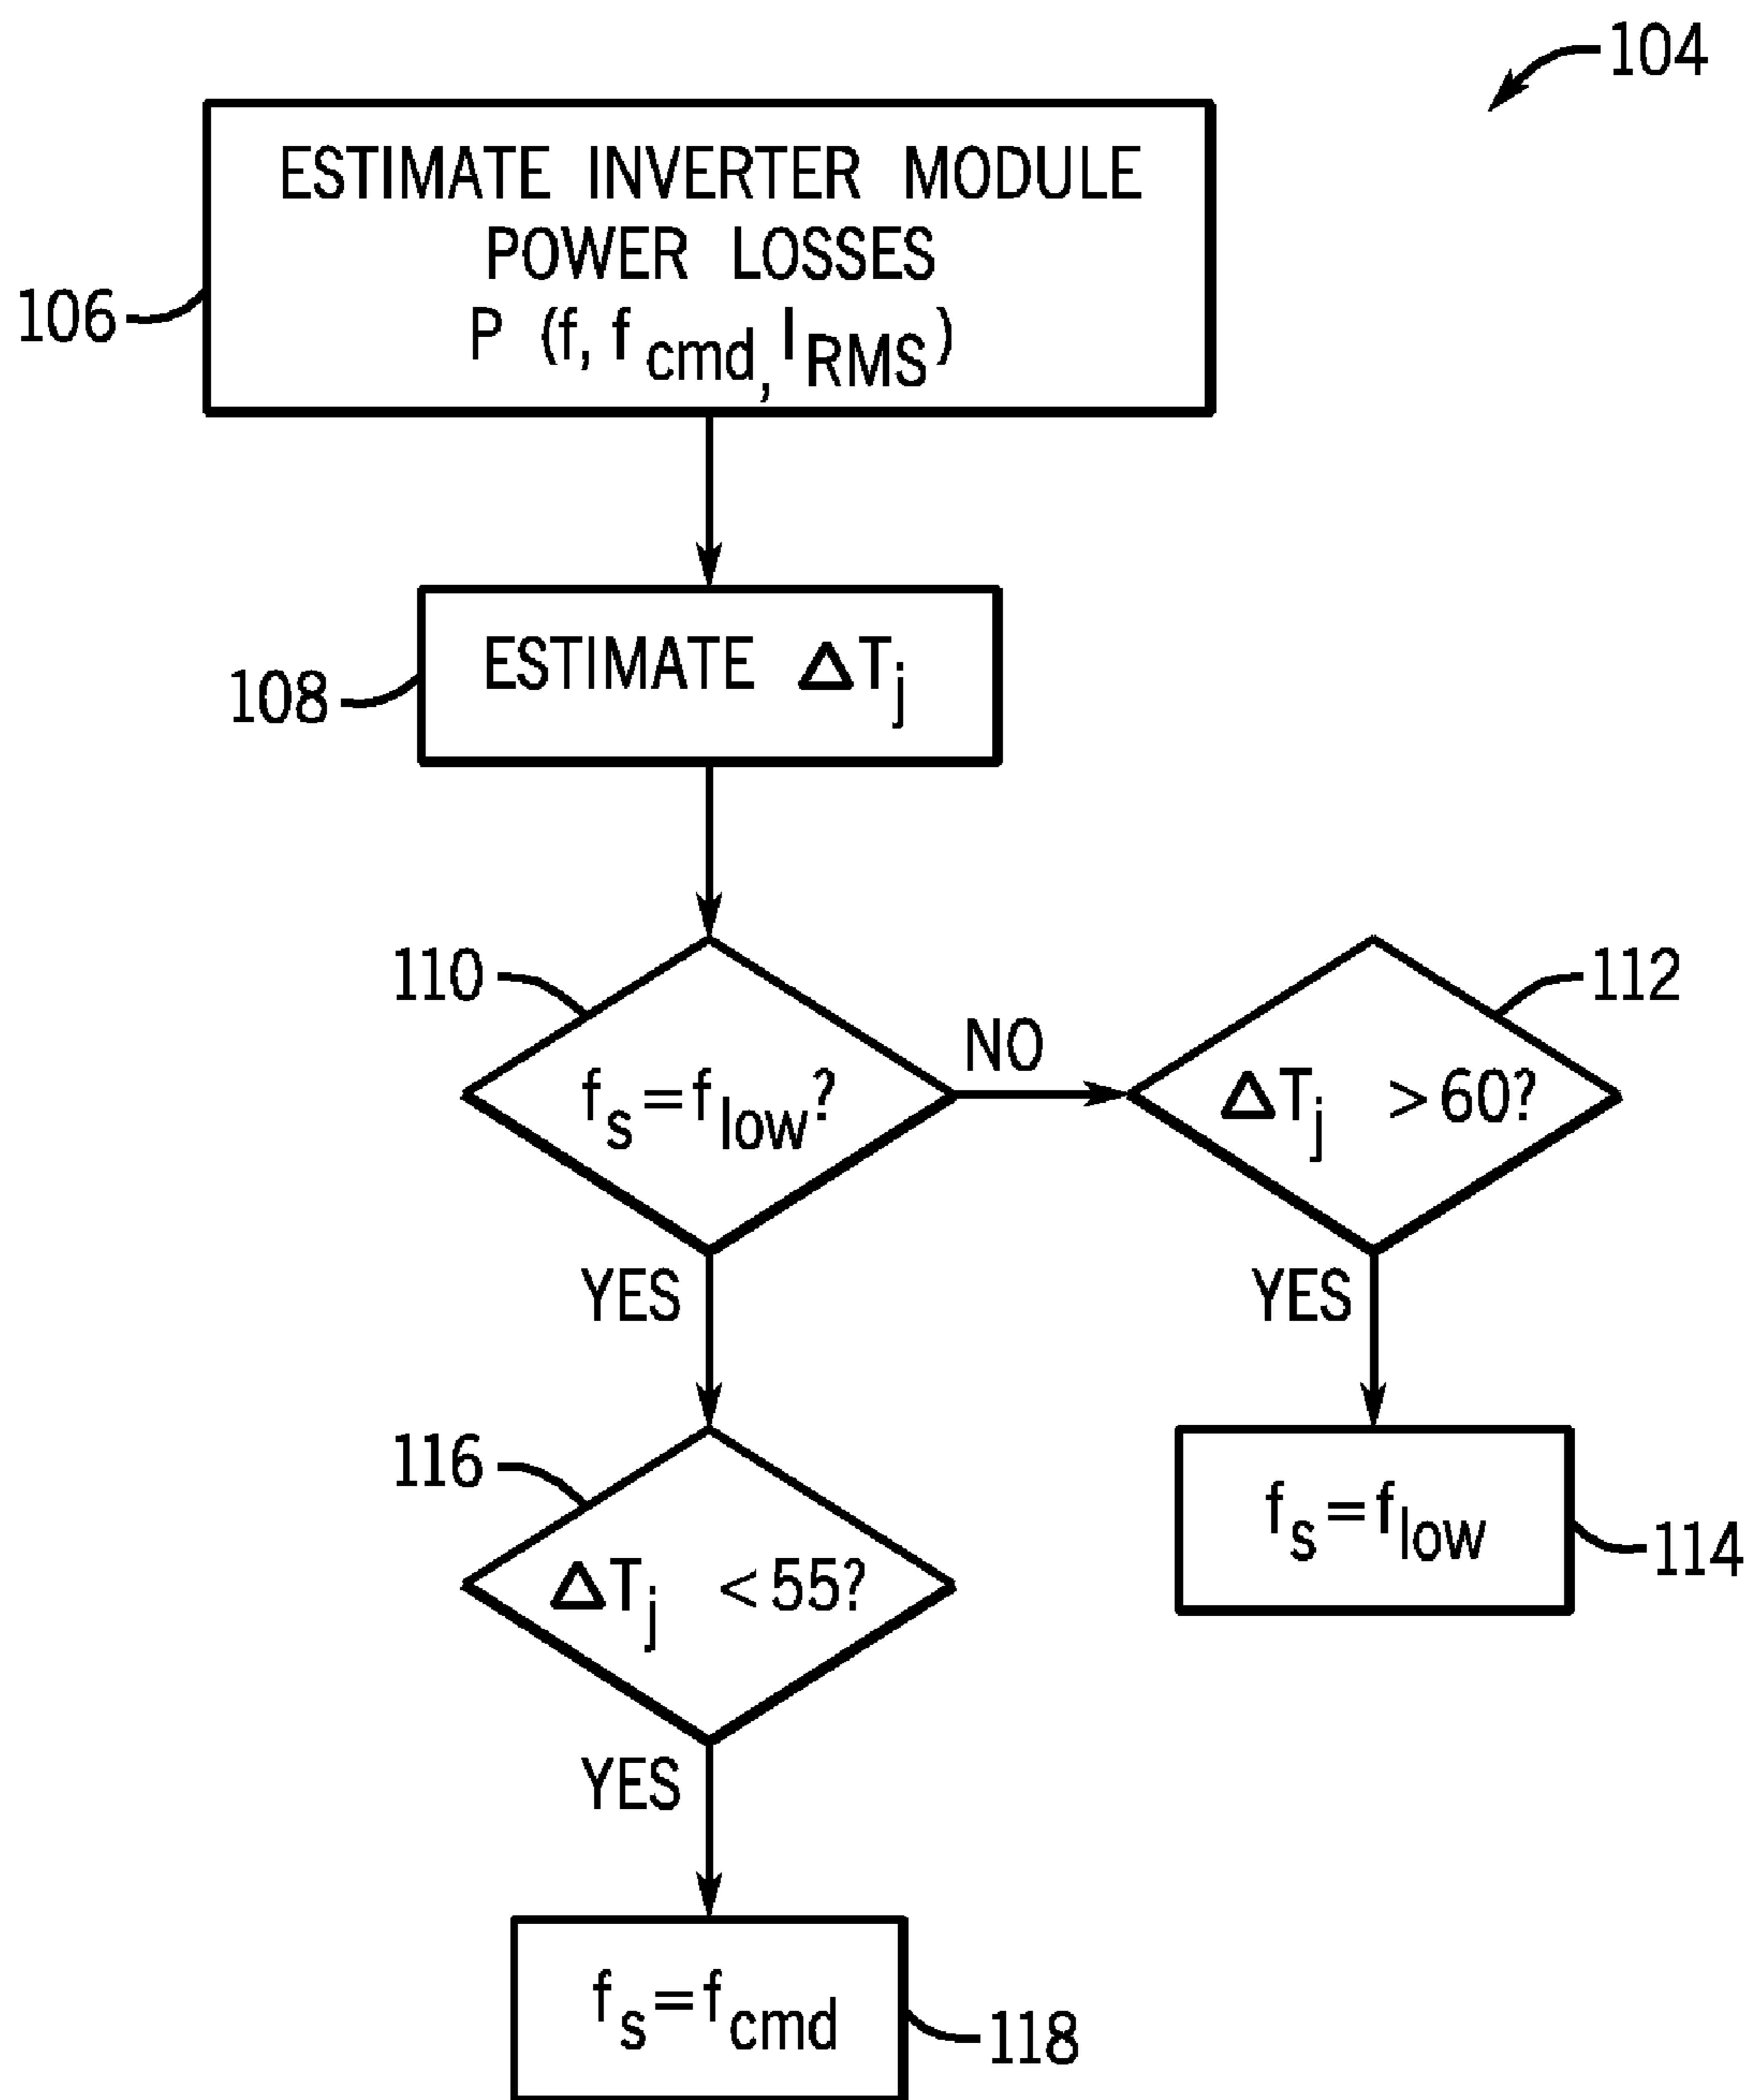 104
ESTIMATE INVERTER MODULE
POWER LOSSES
P (f, f cmd, I RMS)
106
ESTIMATE ΔTj
108
110
fs=flow?
NO
112
ΔTj >60?
YES
YES
116
ΔTj <55?
fs=flow
114
YES
fs=fcmd
118